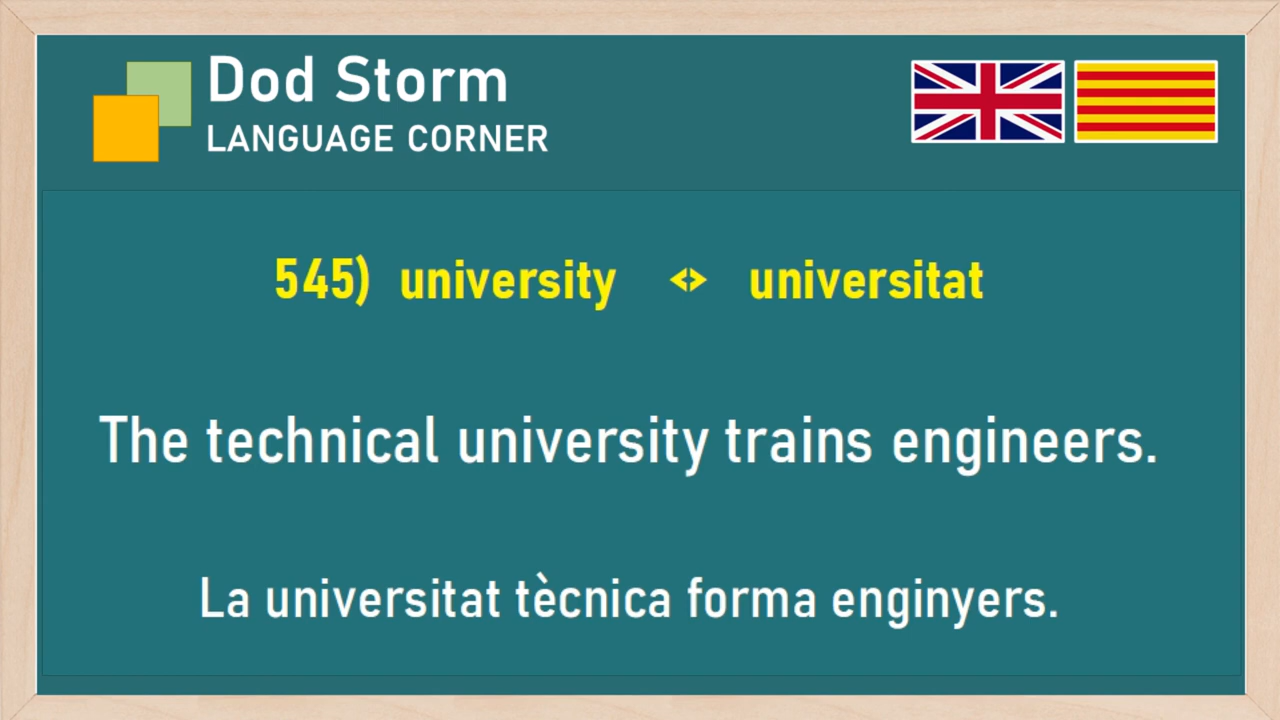 Dod Storm
LANGUAGE CORNER
545) university <> universitat
The technical university trains engineers.
La universitat tècnica forma enginyers.